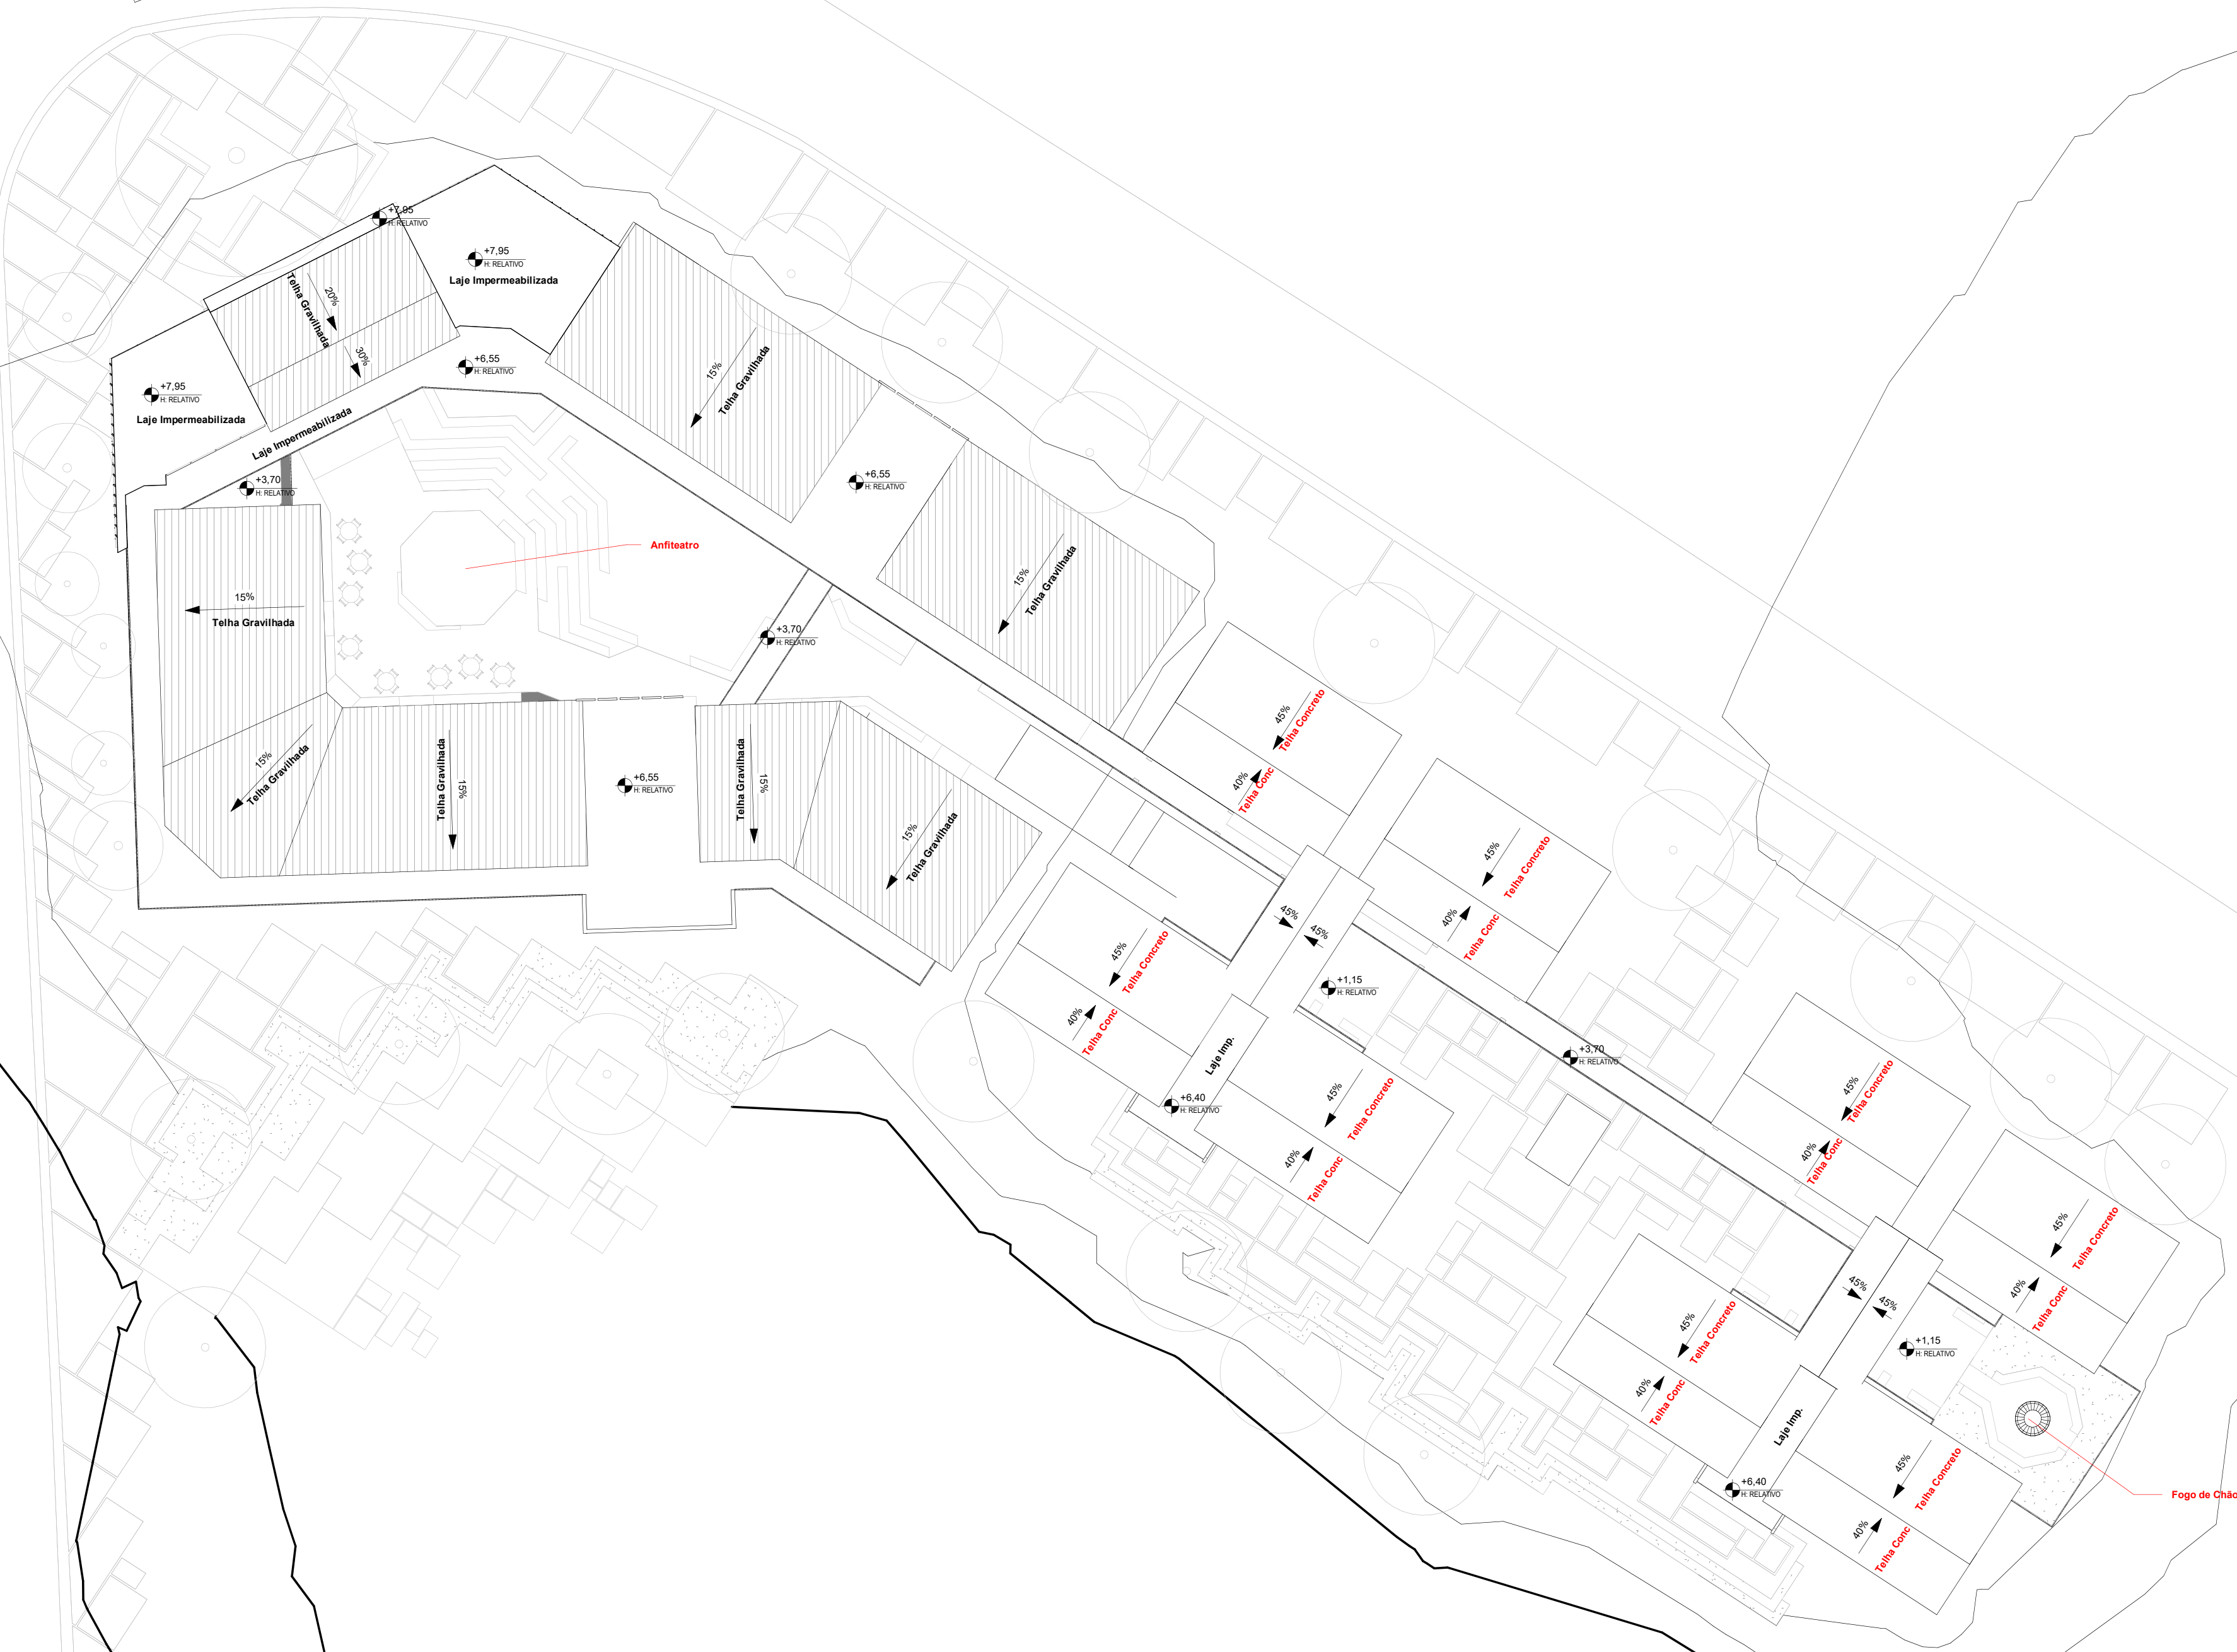 +7,95
H: RELATIVO
+7,95
H: RELATIVO
Laje Impermeabilizada
20%
Telha Gravilhada
30%
+6,55
H: RELATIVO
+7,95
H: RELATIVO
Laje Impermeabilizada
Laje Impermeabilizada
15%
Telha Gravilhada
+3,70
H: RELATIVO
+6,55
H: RELATIVO
Anfiteatro
15%
Telha Gravilhada
15%
Telha Gravilhada
+3,70
H: RELATIVO
15%
Telha Gravilhada
Telha Gravilhada
15%
+6,55
H: RELATIVO
Telha Gravilhada
15%
15%
Telha Gravilhada
45%
Telha Concreto
40%
Telha Conc
45%
Telha Concreto
40%
Telha Conc
45%
45%
45%
Telha Concreto
40%
Telha Conc
+1,15
H: RELATIVO
Laje Imp.
+6,40
H: RELATIVO
45%
Telha Concreto
40%
Telha Conc
+3,70
H: RELATIVO
45%
Telha Concreto
40%
Telha Conc
45%
Telha Concreto
40%
Telha Conc
45%
45%
45%
Telha Concreto
40%
Telha Conc
+1,15
H: RELATIVO
Laje Imp.
+6,40
H: RELATIVO
45%
Telha Concreto
40%
Telha Conc
Fogo de Chão